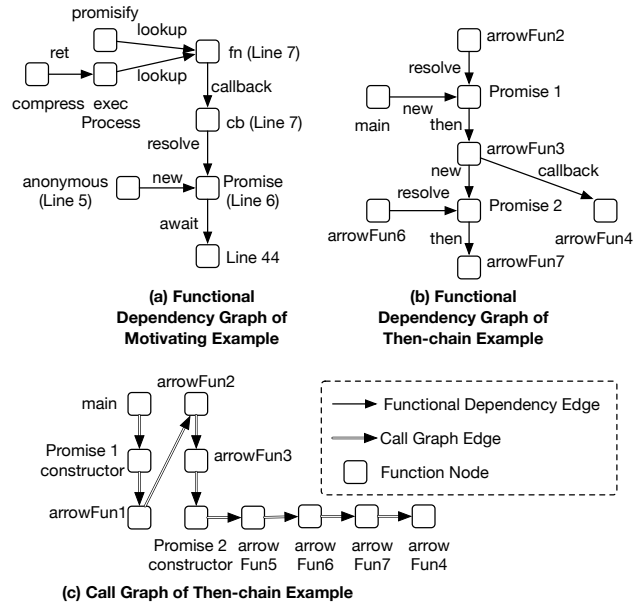 promisify
lookup
ret
fn (Line 7)
lookup
callback
compress exec
Process
cb (Line 7)
resolve
new
anonymous
(Line 5)
Promise
(Line 6)
await
Line 44
(a) Functional
Dependency Graph of
Motivating Example
arrowFun2
resolve
Promise 1
new
main
then
arrowFun3
new
callback
resolve
Promise 2
arrowFun6
then
arrowFun4
arrowFun7
(b) Functional
Dependency Graph of
Then-chain Example
arrowFun2
main
Promise 1
constructor
arrowFun3
arrowFun1
Promise 2
constructor
arrow
Fun5
arrow
Fun6
arrow
Fun7
arrow
Fun4
Functional Dependency Edge
Call Graph Edge
Function Node
(c) Call Graph of Then-chain Example